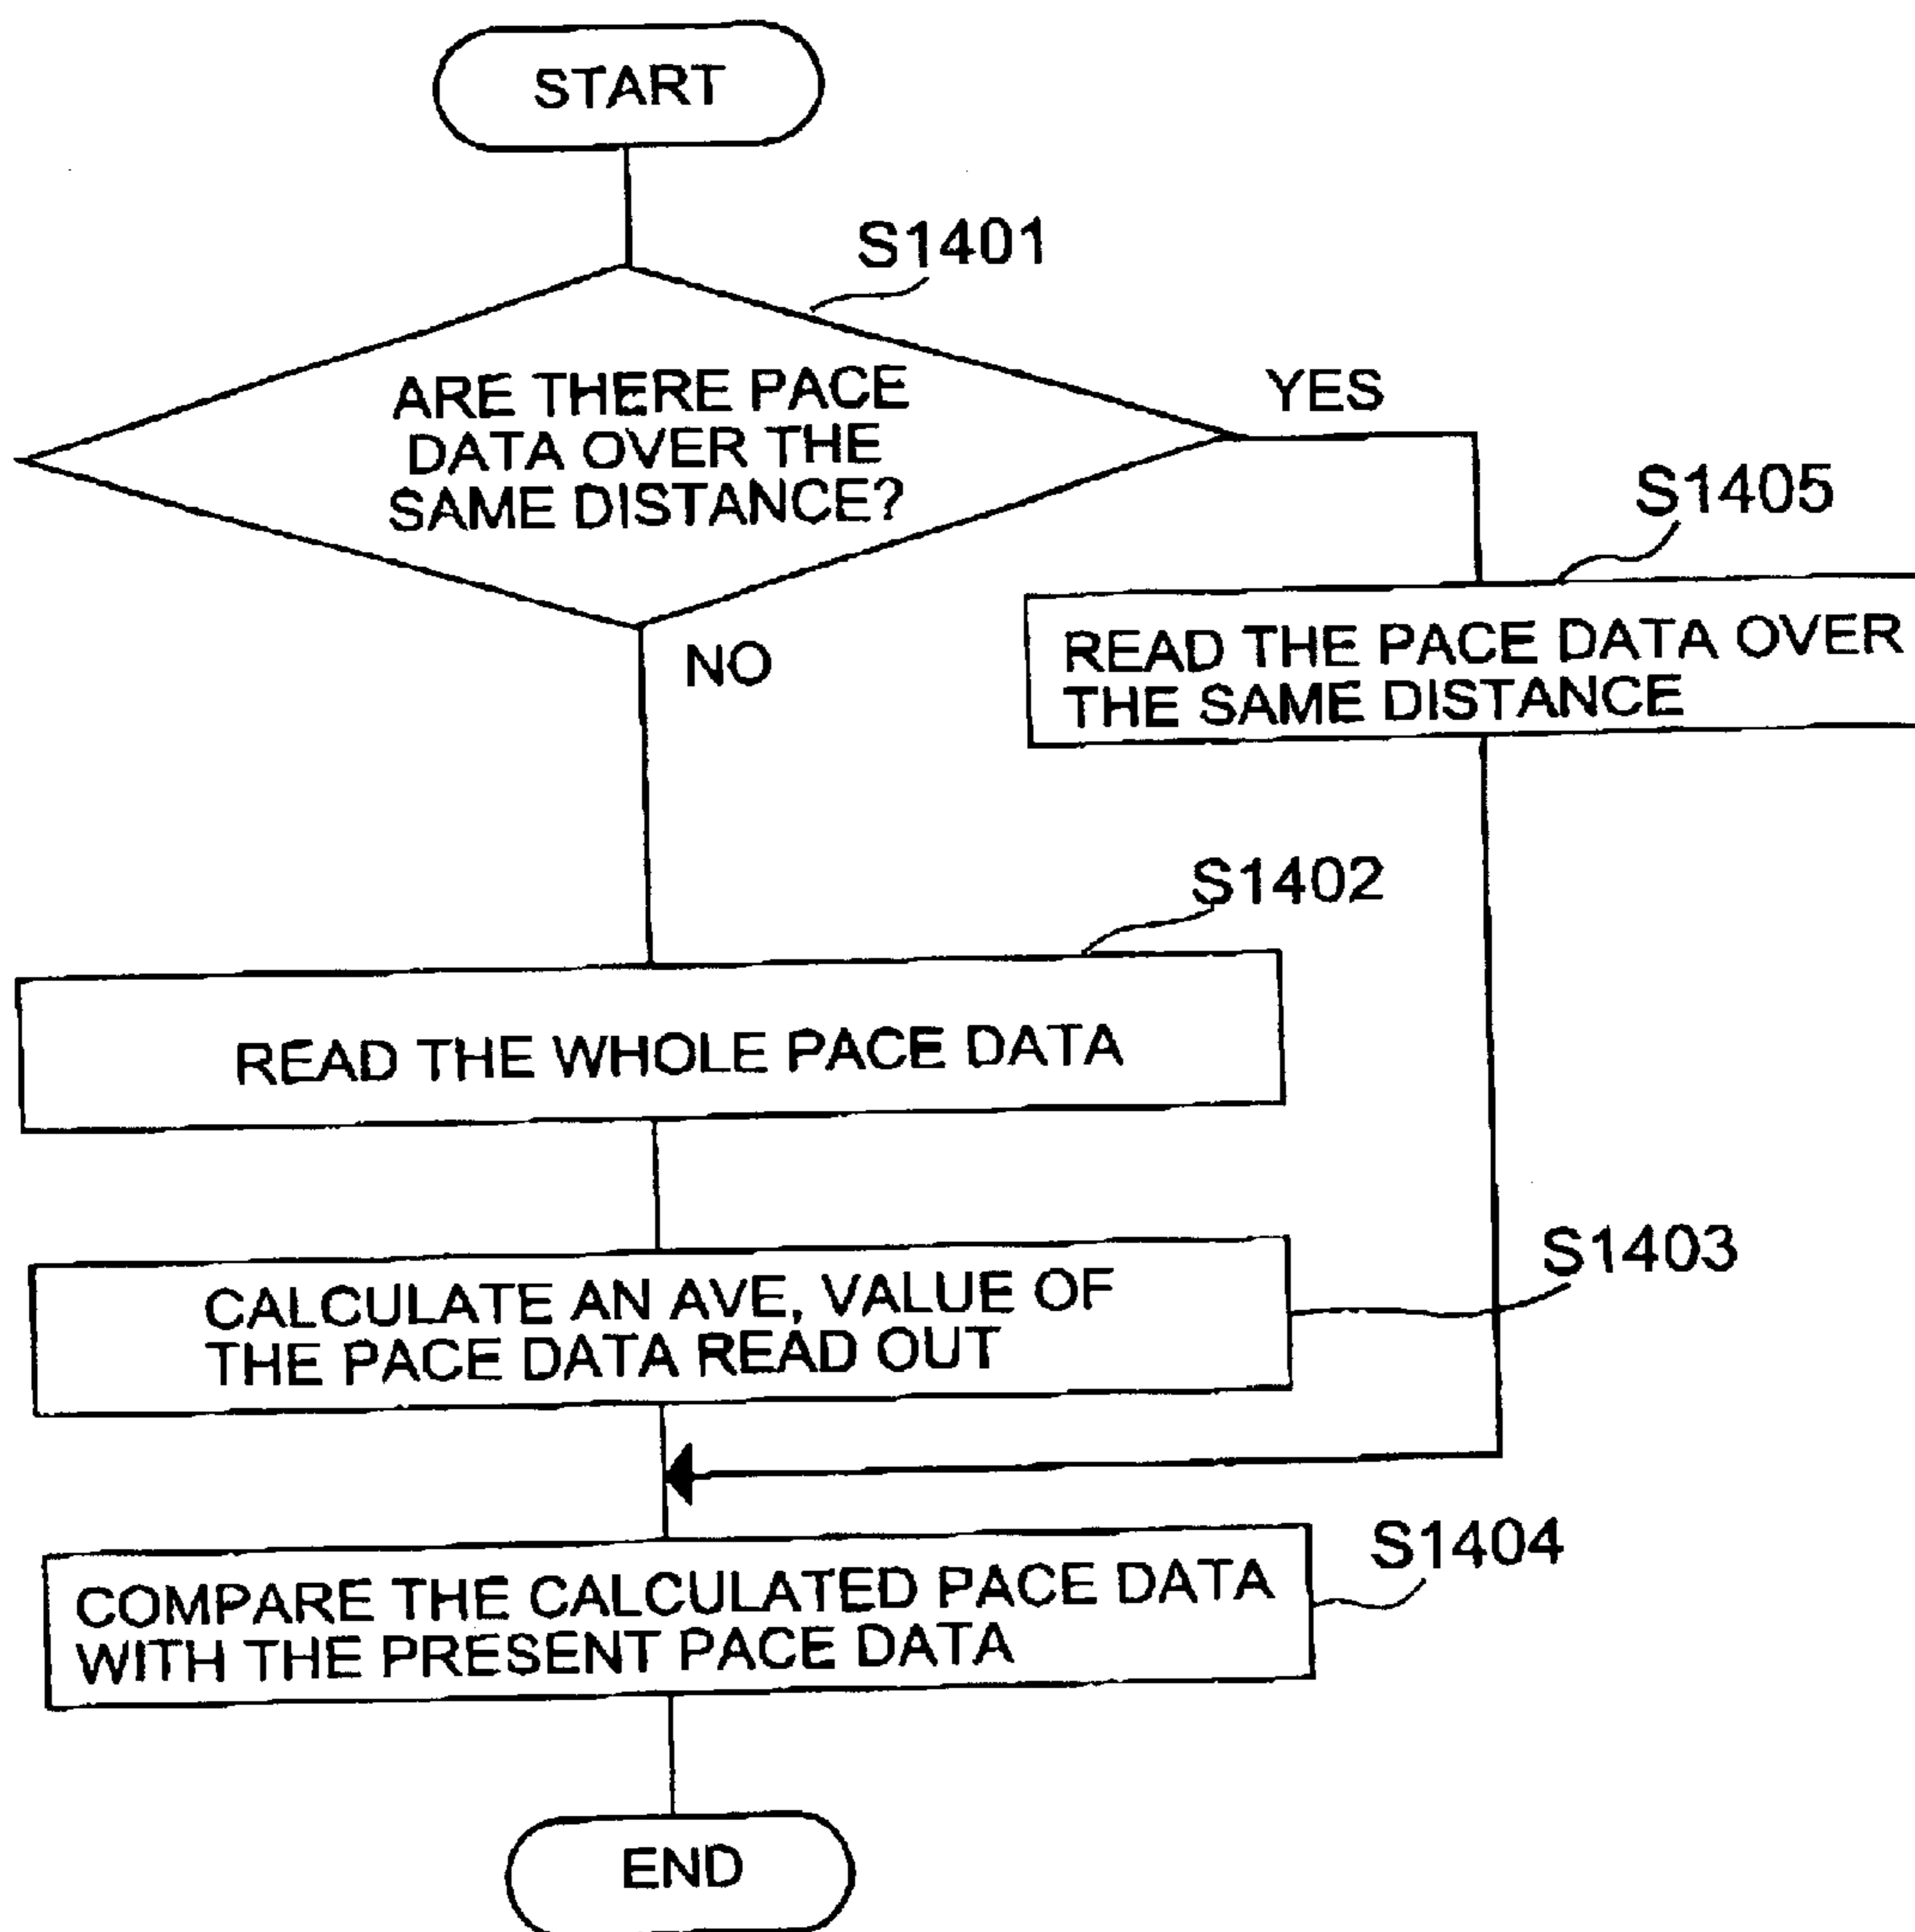 START
S1401
ARE THERE PACE
DATA OVER THE
SAME DISTANCE?
YES
S1405
READ THE PACE DATA OVER
THE SAME DISTANCE
NO
S1402
READ THE WHOLE PACE DATA
S1403
CALCULATE AN AVE, VALUE OF
THE PACE DATA READ OUT
S1404
COMPARE THE CALCULATED PACE DATA
WITH THE PRESENT PACE DATA
END